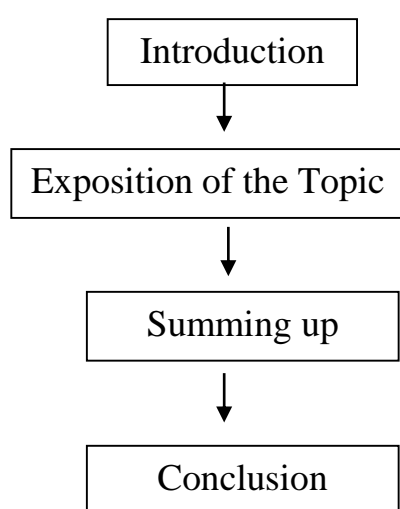 Introduction
Exposition of the Topic
Summing up
Conclusion